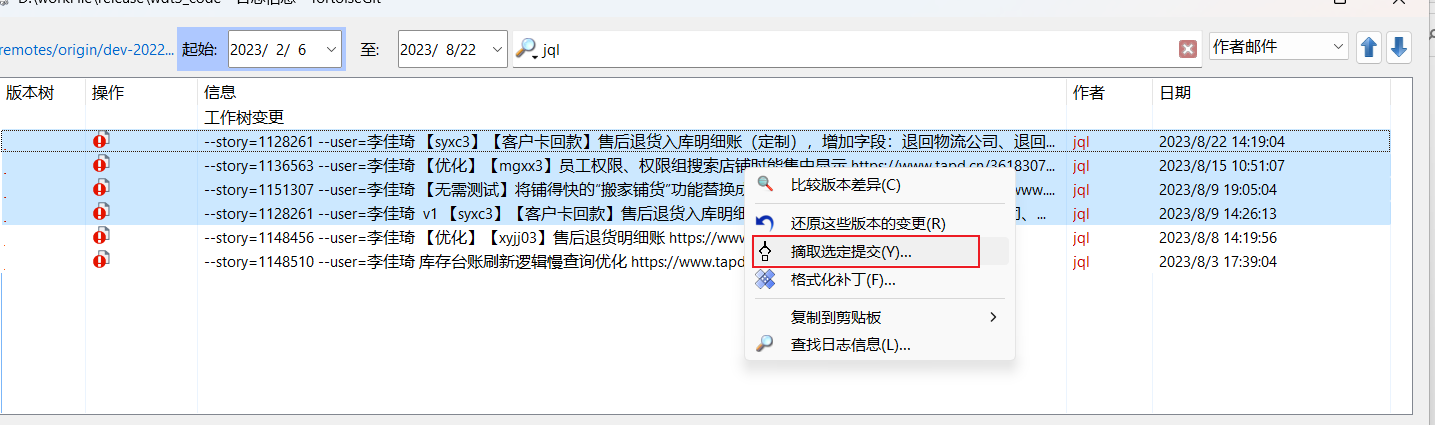 remotes/origin/dev-2022... 起始: 2023/ 2/ 6 至: 2023/ 8/22 jql 作者邮件
版本树 操作 信息 作者 日期
工作树变更
--story=1128261 --user=李佳琦 【syxc3】【客户卡回款】售后退货入库明细账（定制），增加字段：退回物流公司、退回... jql 2023/8/22 14:19:04
--story=1136563 --user=李佳琦 【优化】【mgxx3】员工权限、权限组搜索店铺时能集中显示 https://www.tapd.cn/3618307... jql 2023/8/15 10:51:07
--story=1151307 --user=李佳琦 【无需测试】将铺得快的“搬家铺货”功能替换成 www.... jql 2023/8/9 19:05:04
--story=1128261 --user=李佳琦 v1 【syxc3】【客户卡回款】售后退货入库明细 司、... jql 2023/8/9 14:26:13
--story=1148456 --user=李佳琦 【优化】【xyjj03】售后退货明细账 https://www.t jql 2023/8/8 14:19:56
--story=1148510 --user=李佳琦 库存台账刷新逻辑慢查询优化 https://www.tapd jql 2023/8/3 17:39:04
比较版本差异(C)
还原这些版本的变更(R)
摘取选定提交(Y)...
格式化补丁(F)...
复制到剪贴板
查找日志信息(L)...